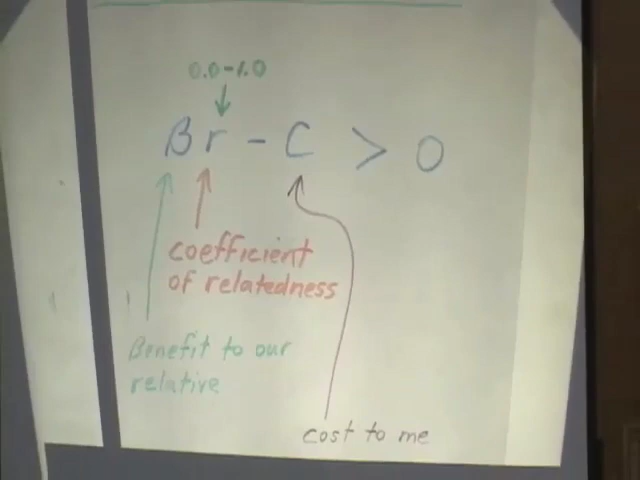 0.0-1.0
Br - C > 0
coefficient
of relatedness
Benefit to our
relative
cost to me